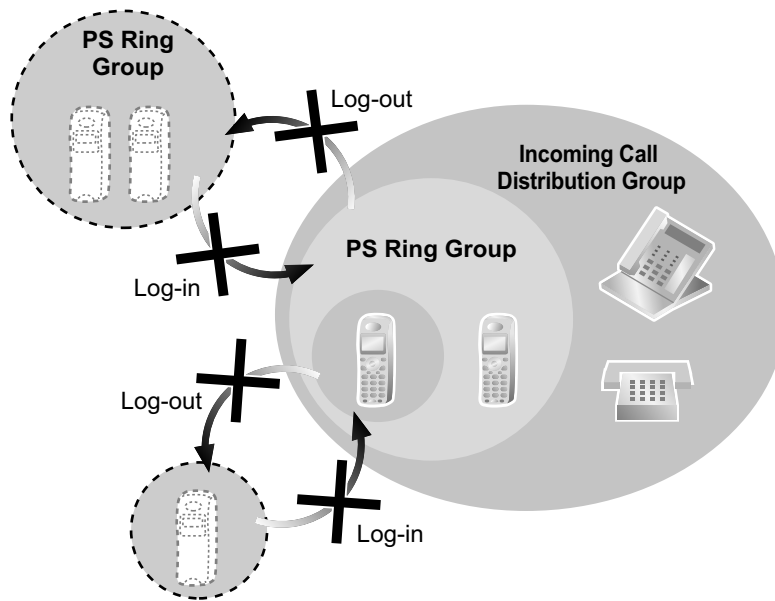 PS Ring
Group
Log-out
Incoming Call
Distribution Group
PS Ring Group
Log-in
Log-out
Log-in